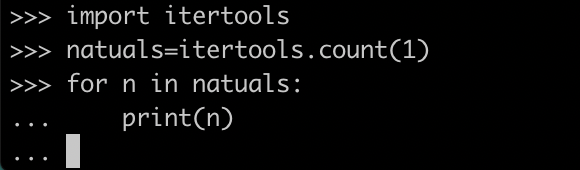 >>> import itertools
>>> natuals=itertools.count(1)
>>> for n in natuals:
...     print(n)
...